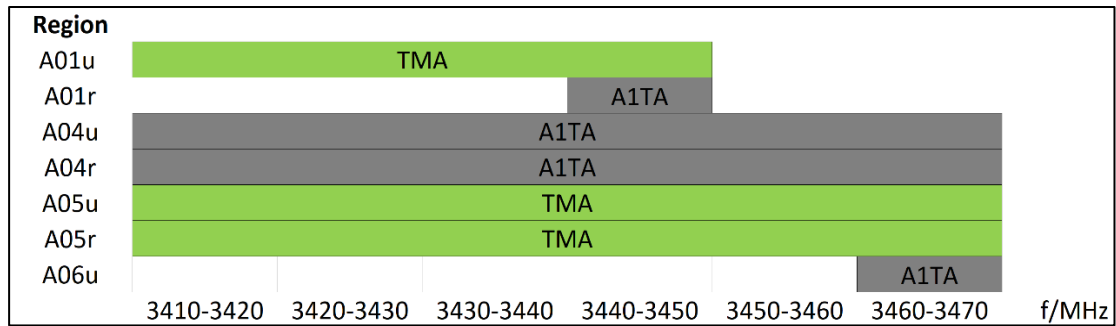 Region
A01u TMA
A01r A1TA
A04u A1TA
A04r A1TA
A05u TMA
A05r TMA
A06u A1TA
3410-3420 3420-3430 3430-3440 3440-3450 3450-3460 3460-3470 f/MHz